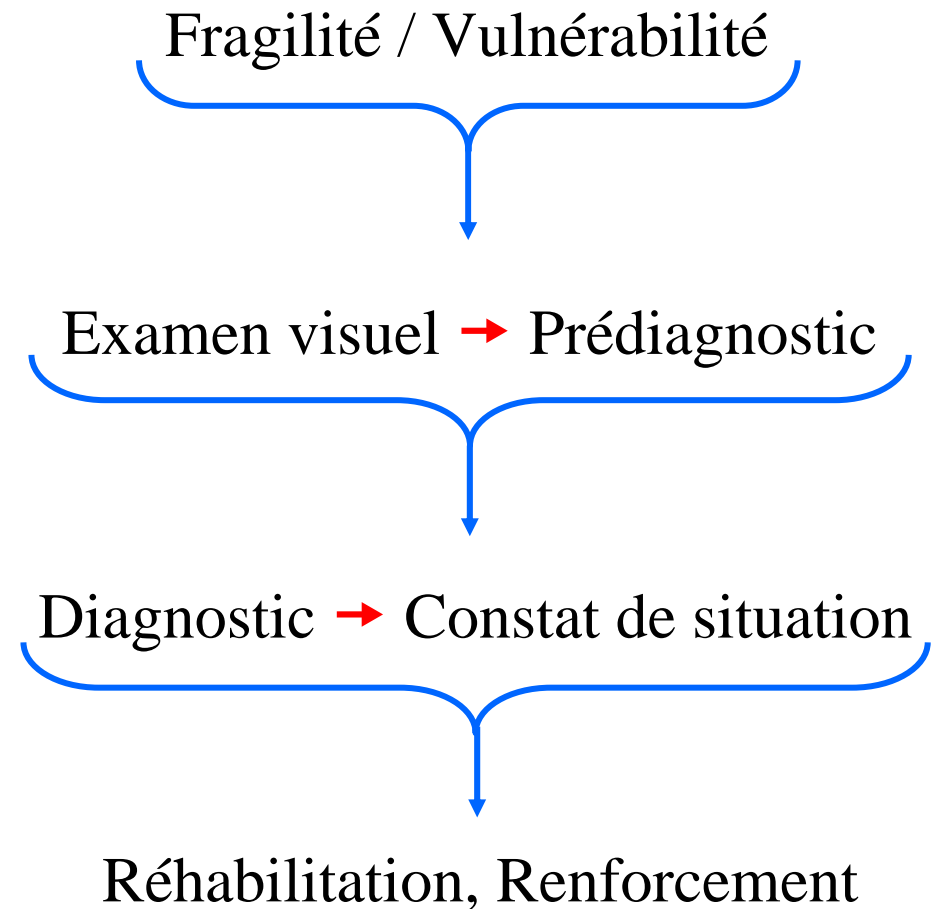 Fragilité / Vulnérabilité
Examen visuel → Prédiagnostic
Diagnostic → Constat de situation
Réhabilitation, Renforcement